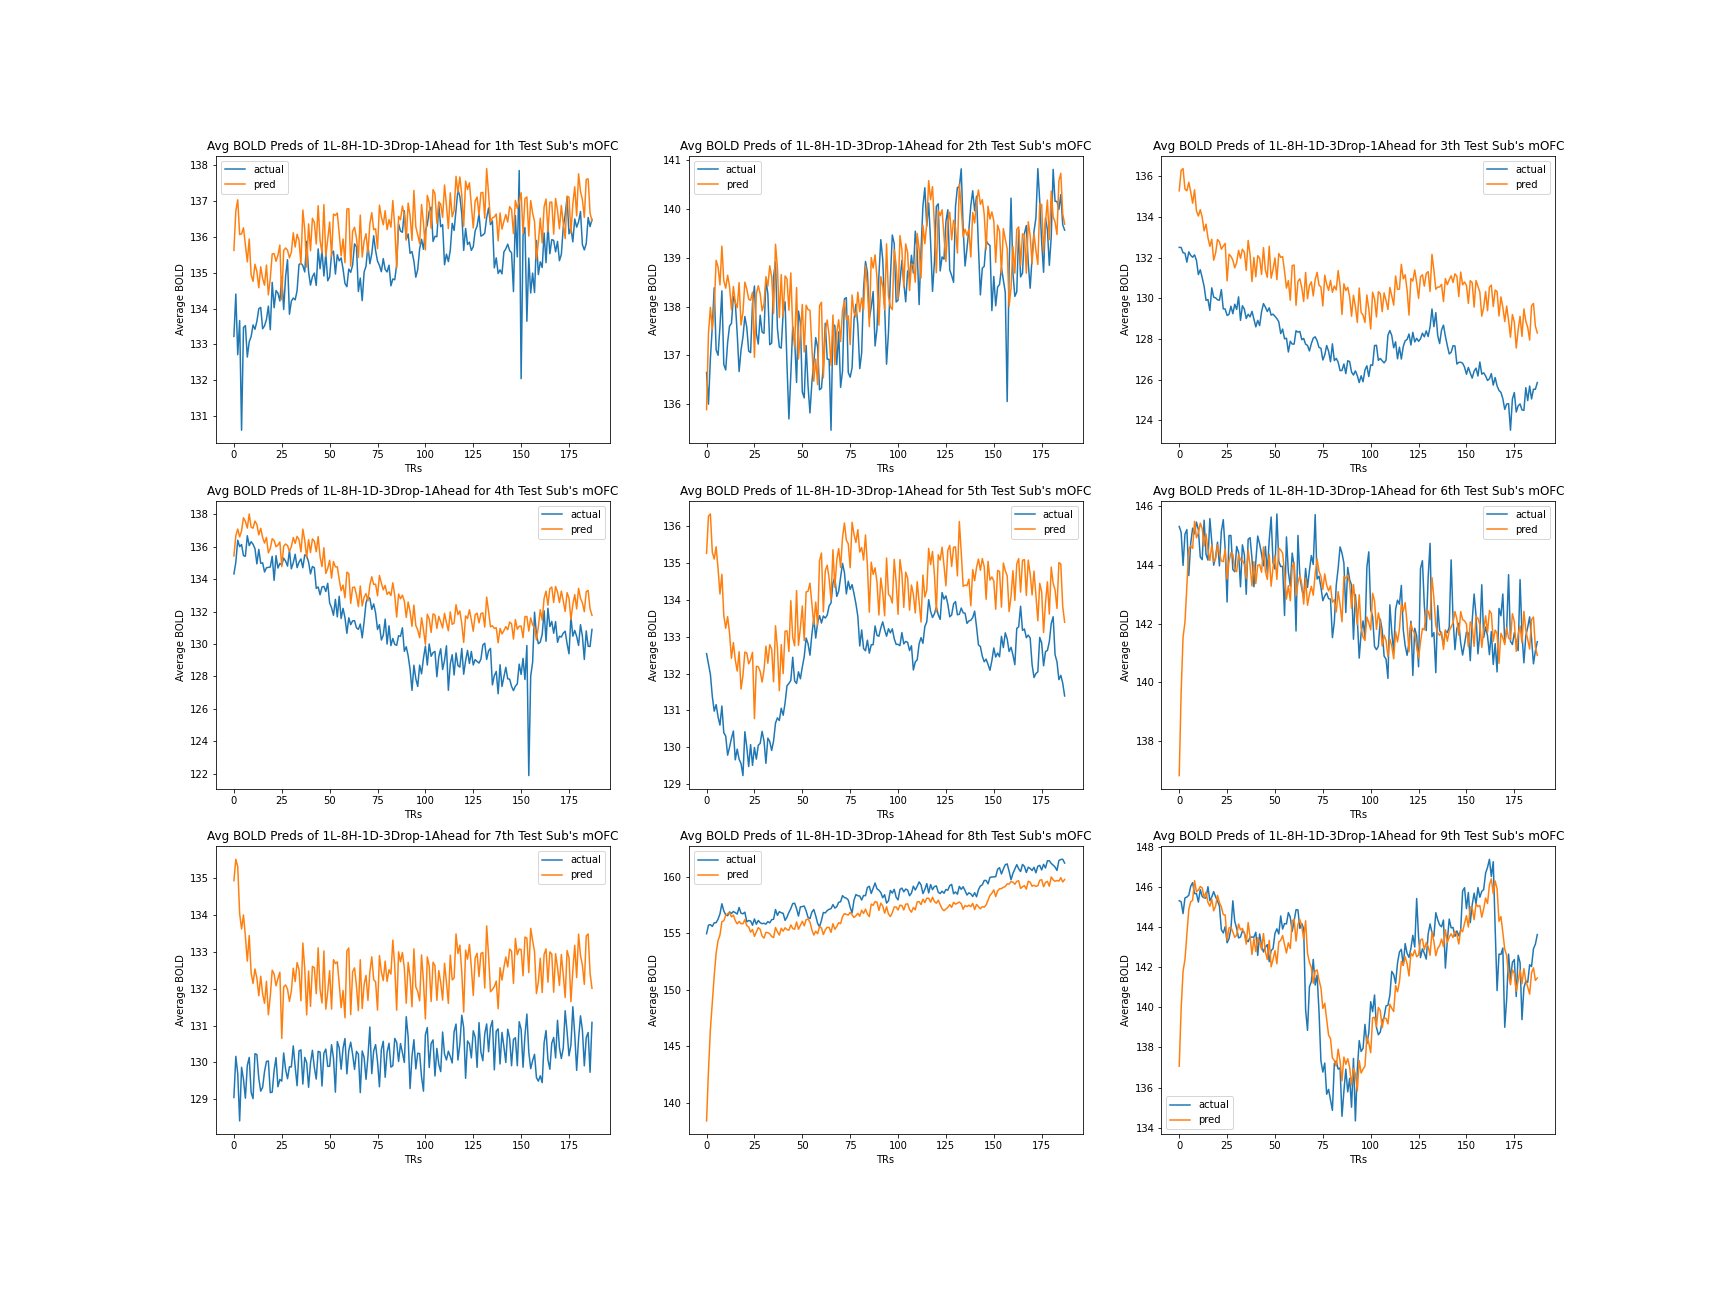 Avg BOLD Preds of 1L-8H-1D-3Drop-1Ahead for 1th Test Sub's mOFC
138
137
136
135
134
133
132
131
Average BOLD
actual
pred
0 25 50 75 100 125 150 175
TRs
Avg BOLD Preds of 1L-8H-1D-3Drop-1Ahead for 2th Test Sub's mOFC
141
140
139
138
137
136
Average BOLD
actual
pred
0 25 50 75 100 125 150 175
TRs
Avg BOLD Preds of 1L-8H-1D-3Drop-1Ahead for 3th Test Sub's mOFC
136
134
132
130
128
126
124
Average BOLD
actual
pred
0 25 50 75 100 125 150 175
TRs
Avg BOLD Preds of 1L-8H-1D-3Drop-1Ahead for 4th Test Sub's mOFC
138
136
134
132
130
128
126
124
122
Average BOLD
actual
pred
0 25 50 75 100 125 150 175
TRs
Avg BOLD Preds of 1L-8H-1D-3Drop-1Ahead for 5th Test Sub's mOFC
136
135
134
133
132
131
130
129
Average BOLD
actual
pred
0 25 50 75 100 125 150 175
TRs
Avg BOLD Preds of 1L-8H-1D-3Drop-1Ahead for 6th Test Sub's mOFC
146
144
142
140
138
Average BOLD
actual
pred
0 25 50 75 100 125 150 175
TRs
Avg BOLD Preds of 1L-8H-1D-3Drop-1Ahead for 7th Test Sub's mOFC
135
134
133
132
131
130
129
Average BOLD
actual
pred
0 25 50 75 100 125 150 175
TRs
Avg BOLD Preds of 1L-8H-1D-3Drop-1Ahead for 8th Test Sub's mOFC
160
155
150
145
140
Average BOLD
actual
pred
0 25 50 75 100 125 150 175
TRs
Avg BOLD Preds of 1L-8H-1D-3Drop-1Ahead for 9th Test Sub's mOFC
148
146
144
142
140
138
136
134
Average BOLD
actual
pred
0 25 50 75 100 125 150 175
TRs